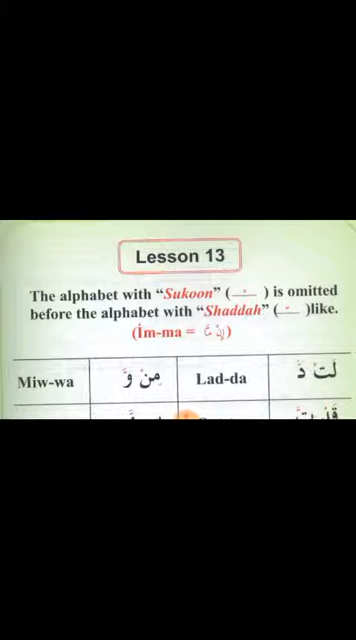 Lesson 13
The alphabet with “Sukoon” ( ْ ) is omitted
before the alphabet with “Shaddah” ( ّ )like.
(İm-ma = اِنْ مَّ)
Miw-wa مِنْ وَّ Lad-da لَتْ دَّ